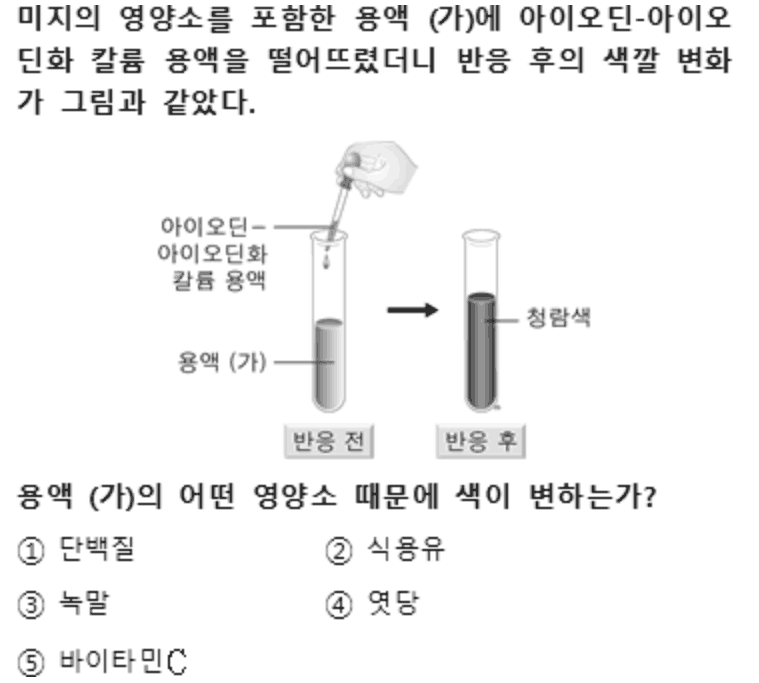 미지의 영양소를 포함한 용액 (가)에 아이오딘-아이오
딘화 칼륨 용액을 떨어뜨렸더니 반응 후의 색깔 변화
가 그림과 같았다.
아이오딘-
아이오딘화
칼륨 용액
청람색
용액 (가)
반응 전
반응 후
용액 (가)의 어떤 영양소 때문에 색이 변하는가?
① 단백질 ② 식용유
③ 녹말 ④ 엿당
⑤ 바이타민C